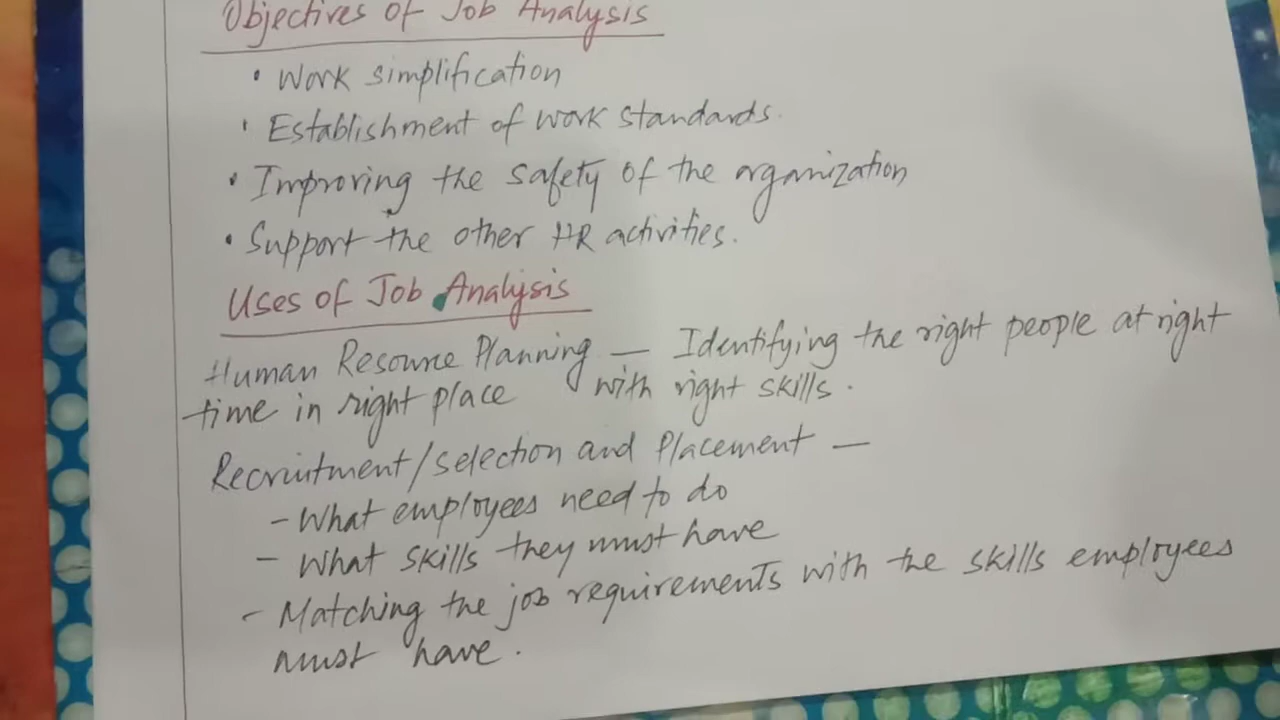 Objectives of Job Analysis
• Work simplification
• Establishment of work standards.
• Improving the safety of the organization
• Support the other HR activities.
Uses of Job Analysis
Human Resource Planning — Identifying the right people at right
time in right place with right skills.
Recruitment/selection and Placement —
- What employees need to do
- What skills they must have
- Matching the job requirements with the skills employees
must have.